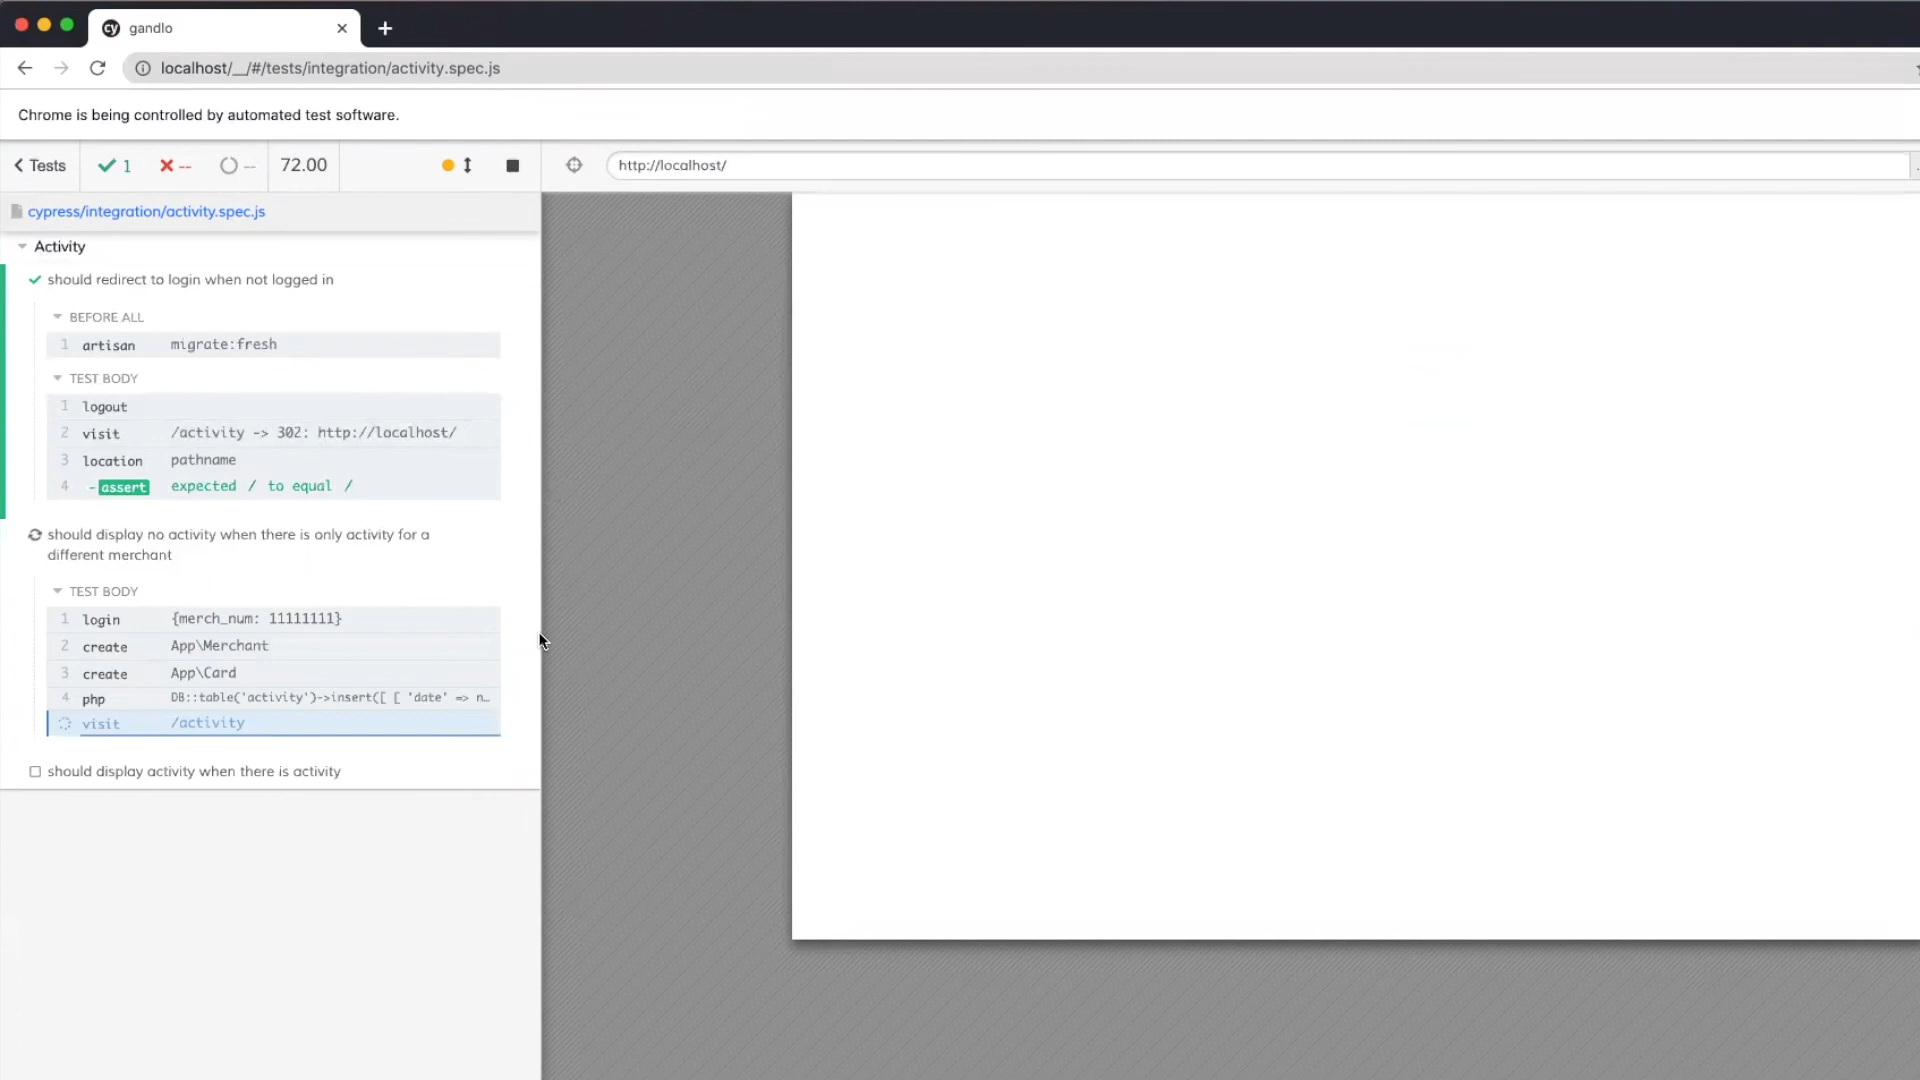 gandlo
localhost/__/#/tests/integration/activity.spec.js
Chrome is being controlled by automated test software.
Tests 1 -- -- 72.00 http://localhost/
cypress/integration/activity.spec.js
Activity
should redirect to login when not logged in
BEFORE ALL
1 artisan migrate:fresh
TEST BODY
1 logout
2 visit /activity -> 302: http://localhost/
3 location pathname
4 -assert expected / to equal /
should display no activity when there is only activity for a
different merchant
TEST BODY
1 login {merch_num: 11111111}
2 create App\Merchant
3 create App\Card
4 php DB::table('activity')->insert([ [ 'date' => n…
visit /activity
should display activity when there is activity